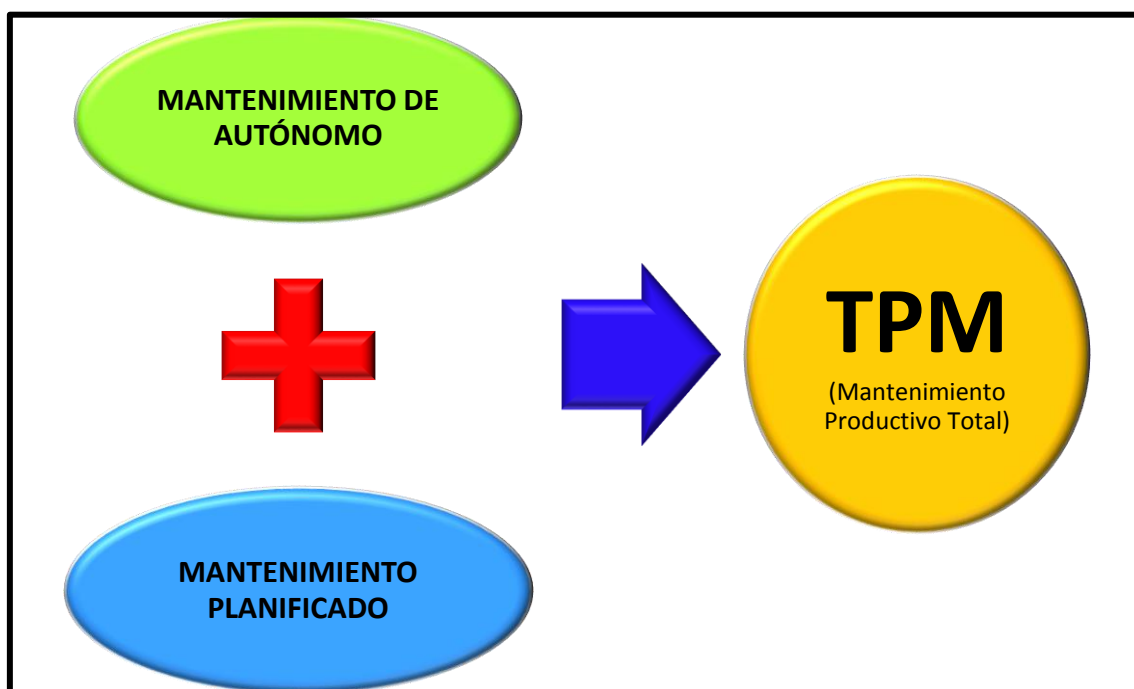 MANTENIMIENTO DE
AUTÓNOMO
TPM
(Mantenimiento
Productivo Total)
MANTENIMIENTO
PLANIFICADO